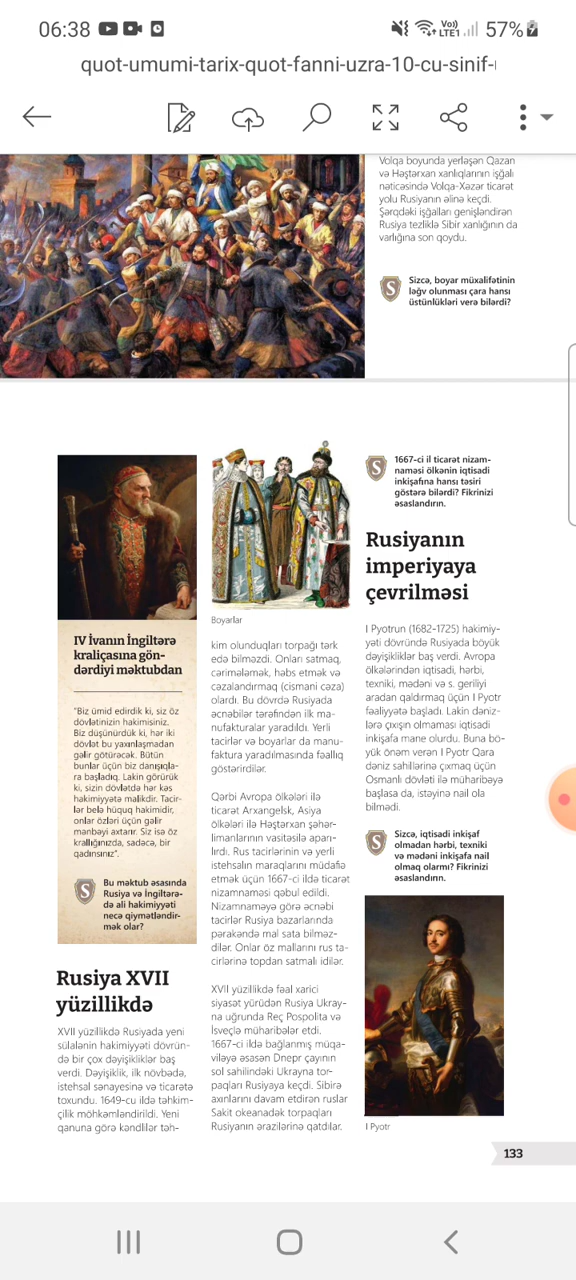 06:38
Vo))
LTE1
57%
quot-umumi-tarix-quot-fanni-uzra-10-cu-sinif-
Volqa boyunda yerləşən Qazan
və Həştərxan xanlıqlarının işğalı
nəticəsində Volqa-Xəzər ticarət
yolu Rusiyanın əlinə keçdi.
Şərqdəki işğalları genişləndirən
Rusiya tezliklə Sibir xanlığının da
varlığına son qoydu.
S
Sizcə, boyar müxalifətinin
ləğv olunması çara hansı
üstünlükləri verə bilərdi?
IV İvanın İngiltərə
kraliçasına gön-
dərdiyi məktubdan
"Biz ümid edirdik ki, siz öz
dövlətinizin hakimisiniz.
Biz düşünürdük ki, hər iki
dövlət bu yaxınlaşmadan
gəlir götürəcək. Bütün
bunlar üçün biz danışıqla-
ra başladıq. Lakin görürük
ki, sizin dövlətdə hər kəs
hakimiyyətə malikdir. Tacir-
lər belə hüquq hakimidir,
onlar özləri üçün gəlir
mənbəyi axtarır. Siz isə öz
krallığınızda, sadəcə, bir
qadınsınız".
S
Bu məktub əsasında
Rusiya və İngiltərə-
də ali hakimiyyəti
necə qiymətləndir-
mək olar?
Rusiya XVII
yüzillikdə
XVII yüzillikdə Rusiyada yeni
sülalənin hakimiyyəti dövrün-
də bir çox dəyişikliklər baş
verdi. Dəyişiklik, ilk növbədə,
istehsal sənayesinə və ticarətə
toxundu. 1649-cu ildə təhkim-
çilik möhkəmləndirildi. Yeni
qanuna görə kəndlilər təh-
Boyarlar
kim olunduqları torpağı tərk
edə bilməzdi. Onları satmaq,
cərimələmək, həbs etmək və
cəzalandırmaq (cismani cəza)
olardı. Bu dövrdə Rusiyada
əcnəbilər tərəfindən ilk ma-
nufakturalar yaradıldı. Yerli
tacirlər və boyarlar da manu-
faktura yaradılmasında fəallıq
göstərirdilər.
Qərbi Avropa ölkələri ilə
ticarət Arxangelsk, Asiya
ölkələri ilə Həştərxan şəhər-
limanlarının vasitəsilə aparı-
lırdı. Rus tacirlərinin və yerli
istehsalın maraqlarını müdafiə
etmək üçün 1667-ci ildə ticarət
nizamnaməsi qəbul edildi.
Nizamnaməyə görə əcnəbi
tacirlər Rusiya bazarlarında
pərakəndə mal sata bilməz-
dilər. Onlar öz mallarını rus ta-
cirlərinə topdan satmalı idilər.
XVII yüzillikdə fəal xarici
siyasət yürüdən Rusiya Ukray-
na uğrunda Reç Pospolita və
İsveçlə müharibələr etdi.
1667-ci ildə bağlanmış müqa-
viləyə əsasən Dnepr çayının
sol sahilindəki Ukrayna tor-
paqları Rusiyaya keçdi. Sibirə
axınlarını davam etdirən ruslar
Sakit okeanadək torpaqları
Rusiyanın ərazilərinə qatdılar.
S
1667-ci il ticarət nizam-
naməsi ölkənin iqtisadi
inkişafına hansı təsiri
göstərə bilərdi? Fikrinizi
əsaslandırın.
Rusiyanın
imperiyaya
çevrilməsi
I Pyotrun (1682-1725) hakimiy-
yəti dövründə Rusiyada böyük
dəyişikliklər baş verdi. Avropa
ölkələrindən iqtisadi, hərbi,
texniki, mədəni və s. geriliyi
aradan qaldırmaq üçün I Pyotr
fəaliyyətə başladı. Lakin dəniz-
lərə çıxışın olmaması iqtisadi
inkişafa mane olurdu. Buna bö-
yük önəm verən I Pyotr Qara
dəniz sahillərinə çıxmaq üçün
Osmanlı dövləti ilə müharibəyə
başlasa da, istəyinə nail ola
bilmədi.
S
Sizcə, iqtisadi inkişaf
olmadan hərbi, texniki
və mədəni inkişafa nail
olmaq olarmı? Fikrinizi
əsaslandırın.
I Pyotr
133